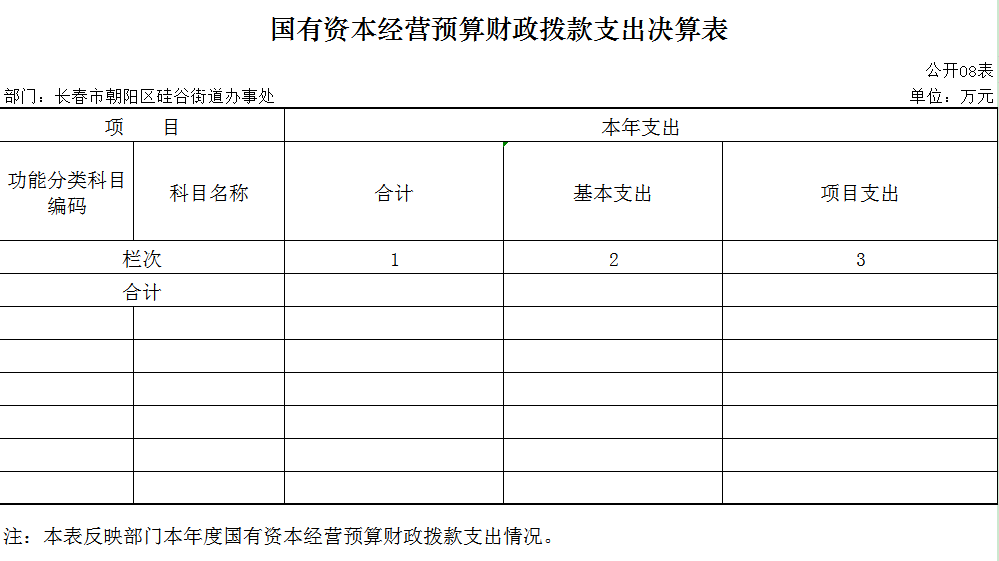 国有资本经营预算财政拨款支出决算表
公开08表
部门：长春市朝阳区硅谷街道办事处 单位：万元
项 目 本年支出
功能分类科目编码 科目名称 合计 基本支出 项目支出
栏次 1 2 3
合计
注：本表反映部门本年度国有资本经营预算财政拨款支出情况。